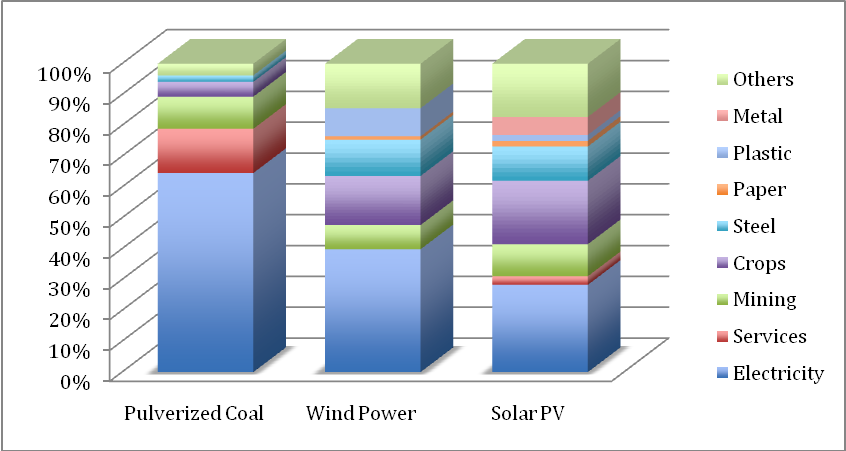 100%
90%
80%
70%
60%
50%
40%
30%
20%
10%
0%
Pulverized Coal
Wind Power
Solar PV
Others
Metal
Plastic
Paper
Steel
Crops
Mining
Services
Electricity